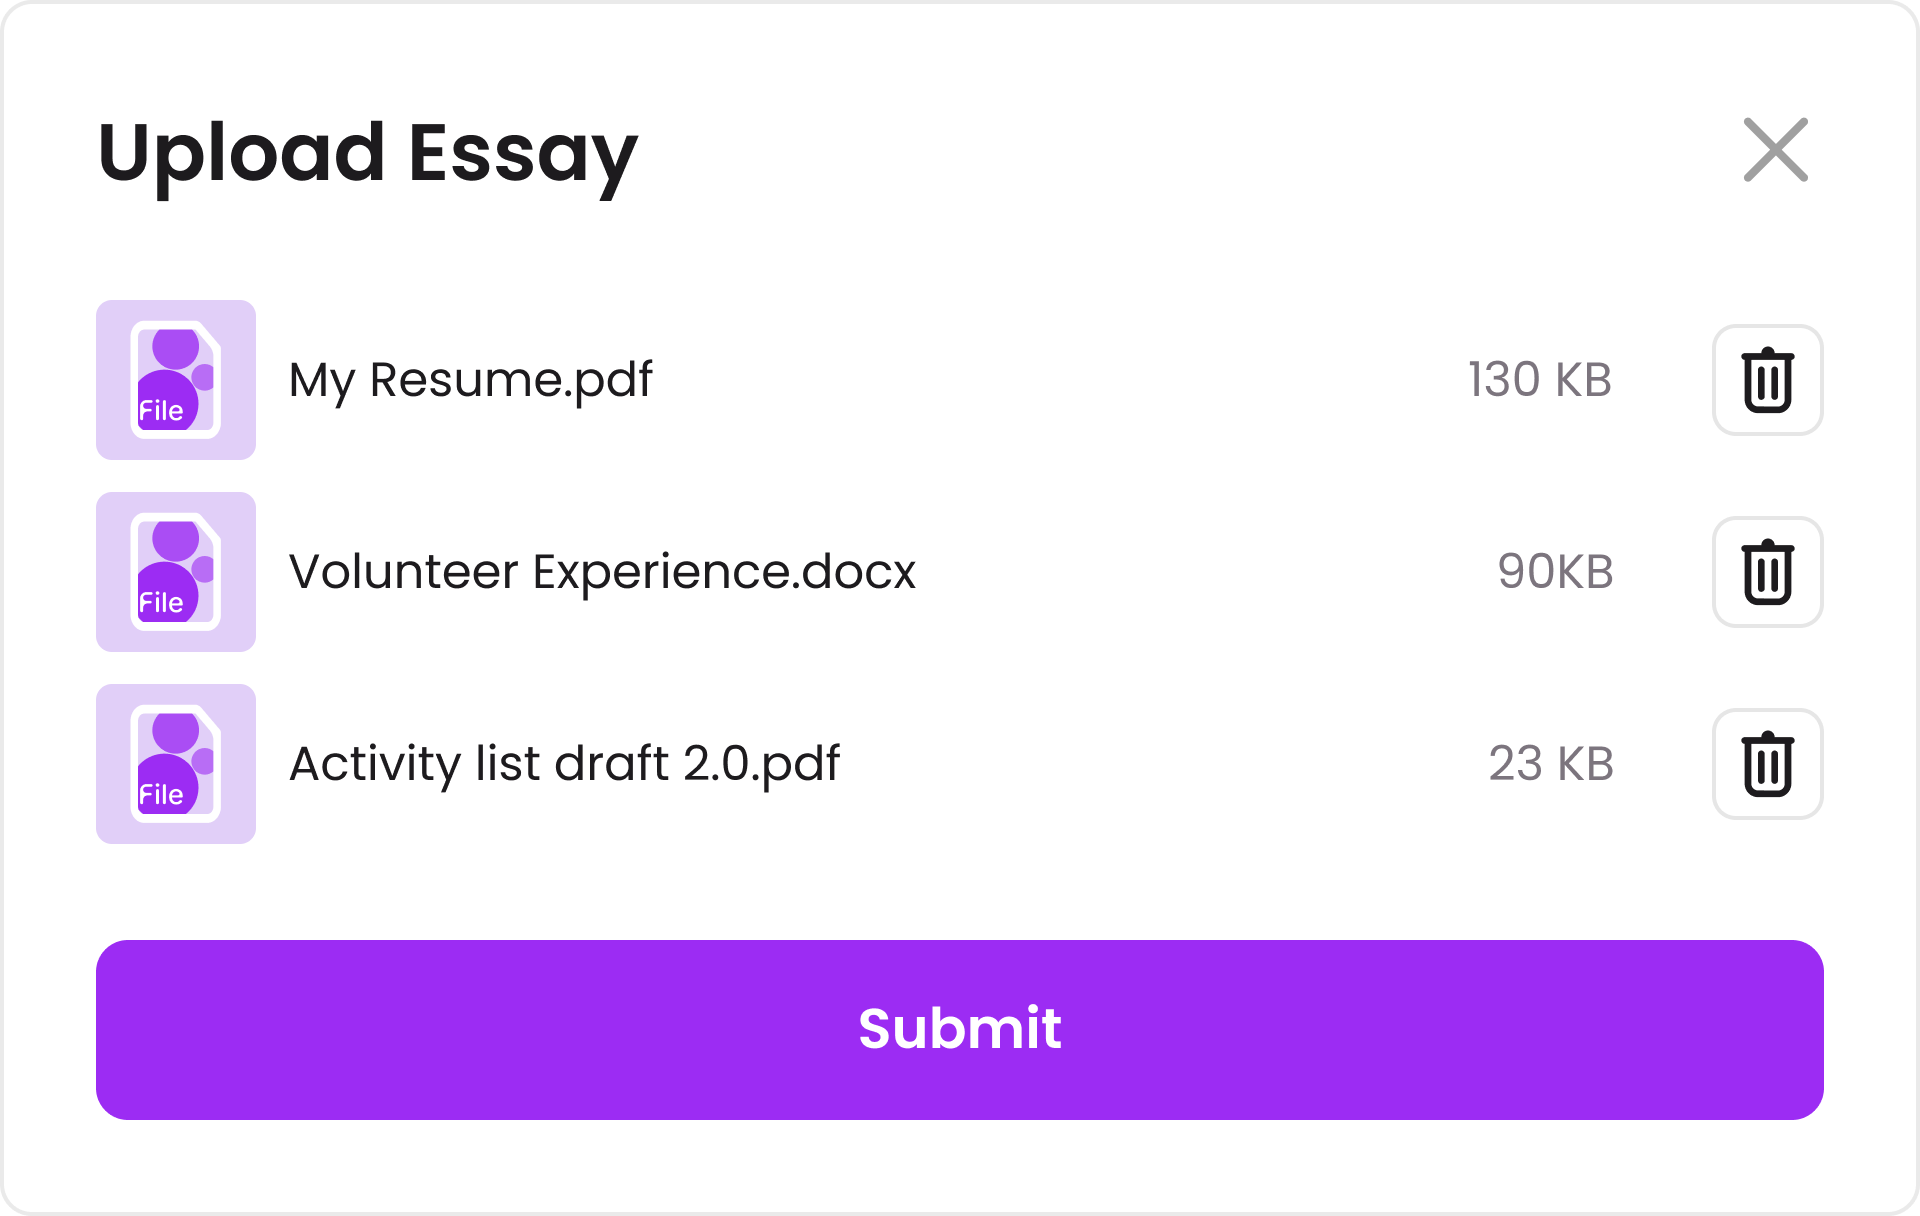 Upload Essay
File
My Resume.pdf
130 KB
File
Volunteer Experience.docx
90KB
File
Activity list draft 2.0.pdf
23 KB
Submit